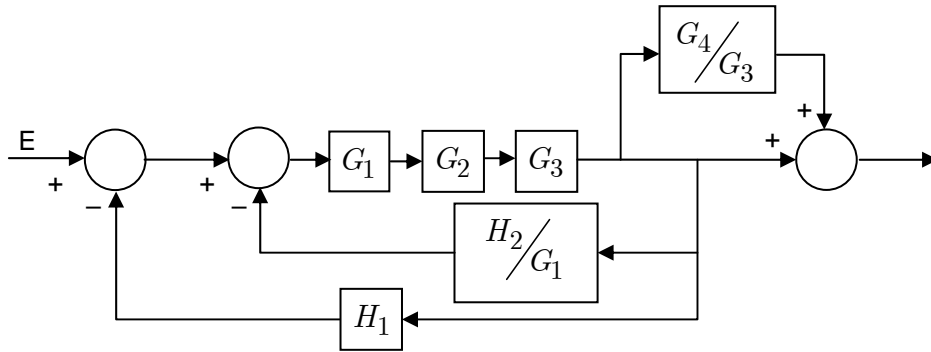 G₄/G₃
E
+
+
G₁
G₂
G₃
+
+
−
−
H₂/G₁
H₁